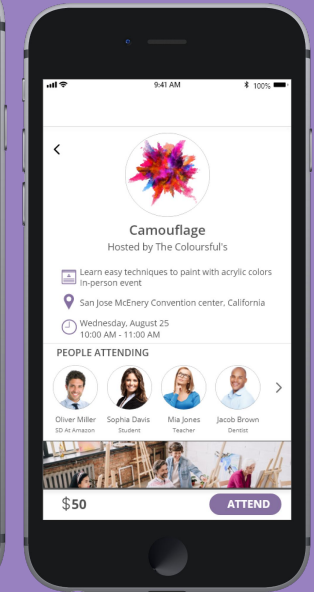 9:41 AM
100%
Camouflage
Hosted by The Coloursful's
Learn easy techniques to paint with acrylic colors
In-person event
San Jose McEnery Convention center, California
Wednesday, August 25
10:00 AM - 11:00 AM
PEOPLE ATTENDING
Oliver Miller Sophia Davis Mia Jones Jacob Brown
SD At Amazon Student Teacher Dentist
$50 ATTEND